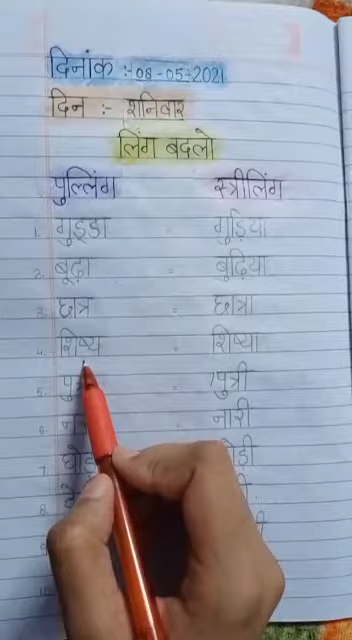 दिनांक :- 08-05-2021
दिन :- शनिवार
लिंग बदलो
पुल्लिंग स्त्रीलिंग
1. गुड्डा - गुड़िया
2. बूढ़ा - बुढ़िया
3. छात्र - छात्रा
4. शिष्य - शिष्या
5. - पुत्री
6. - नारी
7.
8.